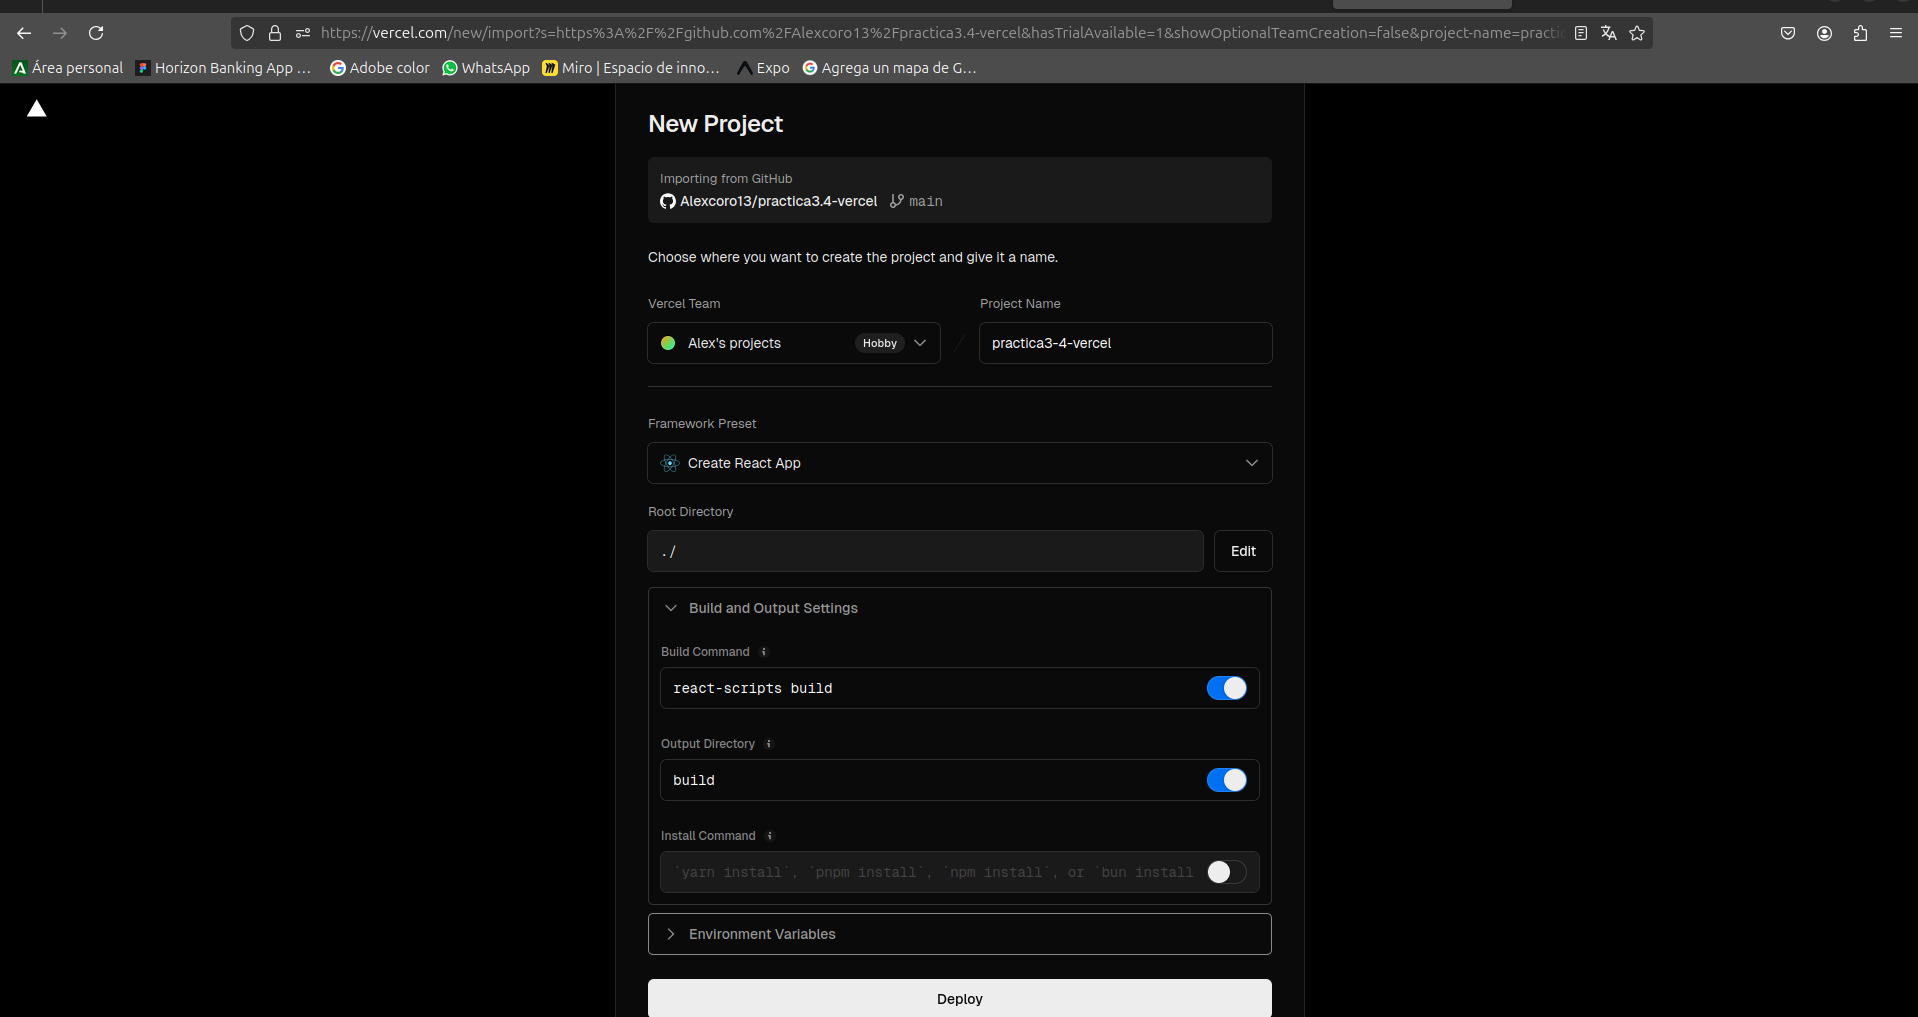 https://vercel.com/new/import?s=https%3A%2F%2Fgithub.com%2FAlexcoro13%2Fpractica3.4-vercel&hasTrialAvailable=1&showOptionalTeamCreation=false&project-name=practic
Área personal Horizon Banking App ... Adobe color WhatsApp Miro | Espacio de inno... Expo Agrega un mapa de G...
New Project
Importing from GitHub
Alexcoro13/practica3.4-vercel main
Choose where you want to create the project and give it a name.
Vercel Team Project Name
Alex's projects Hobby / practica3-4-vercel
Framework Preset
Create React App
Root Directory
./ Edit
Build and Output Settings
Build Command
react-scripts build
Output Directory
build
Install Command
`yarn install`, `pnpm install`, `npm install`, or `bun install
Environment Variables
Deploy